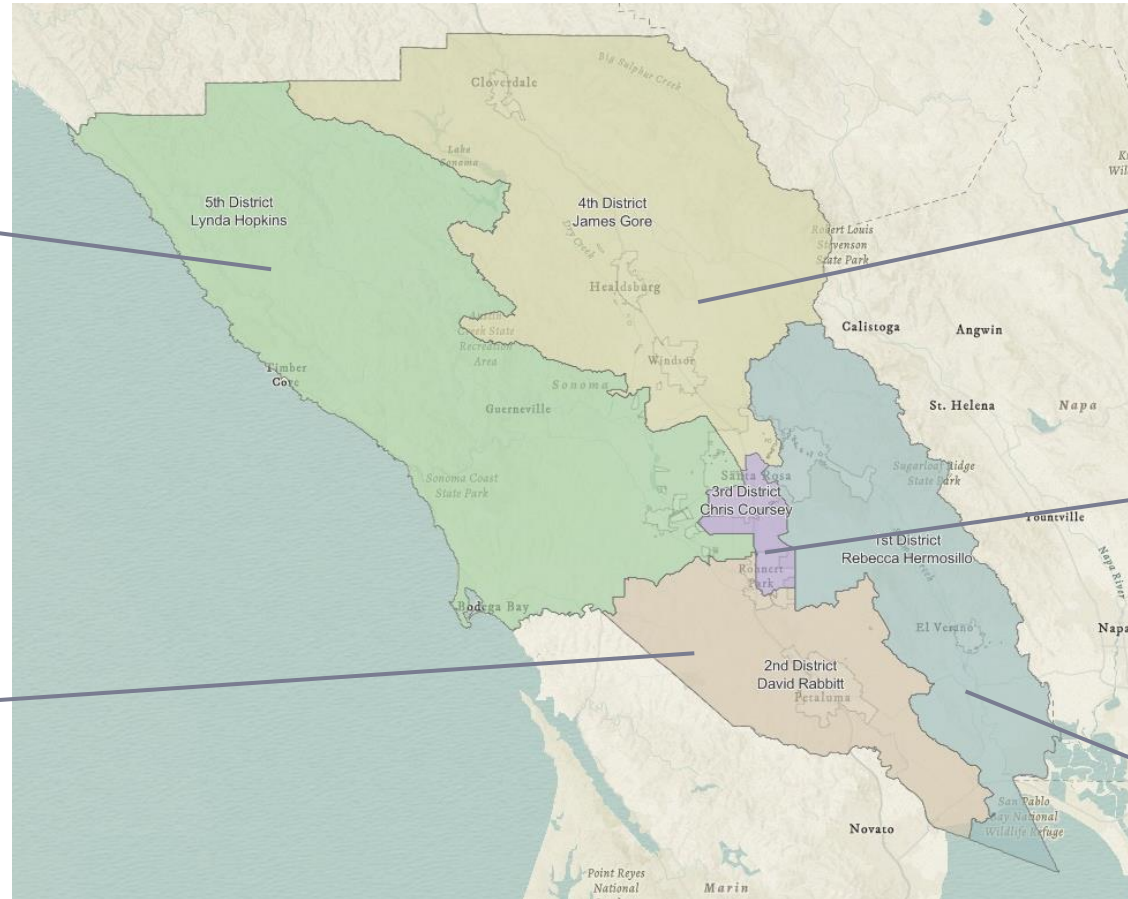 Big Sulphur Creek
Cloverdale
Lake
Sonoma
5th District
Lynda Hopkins
4th District
James Gore
Dry Creek
Robert Louis
Stevenson
State Park
Healdsburg
Calistoga
Angwin
Austin
Creek State
Recreation
Area
Windsor
Timber
Cove
Sonoma
Guerneville
St. Helena
Napa
Sonoma Coast
State Park
Santa Rosa
Sugarloaf Ridge
State Park
3rd District
Chris Coursey
Yountville
1st District
Rebecca Hermosillo
Creek
Rohnert
Park
Napa River
Bodega Bay
El Verano
Napa
2nd District
David Rabbitt
Petaluma
San Pablo
Bay National
Wildlife Refuge
Novato
Point Reyes
National
Marin